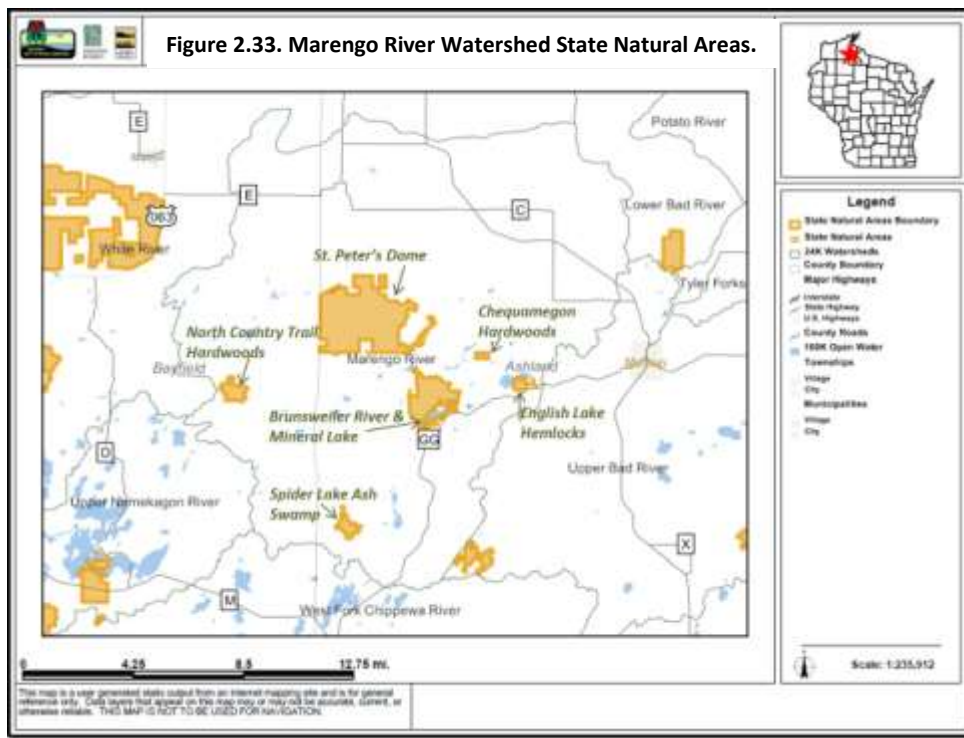 Figure 2.33. Marengo River Watershed State Natural Areas.
E
Potato River
E
C
Lower Bad River
063
White River
St. Peter's Dome
Tyler Forks
Chequamegon
Hardwoods
North Country Trail
Hardwoods
Marengo River
Bayfield
Ashland
Brunsweiler River &
Mineral Lake
English Lake
Hemlocks
GG
D
Upper Bad River
Spider Lake Ash
Swamp
Upper Namekagon River
X
M
West Fork Chippewa River
Legend
State Natural Areas Boundary
State Natural Areas
24K Watersheds
County Boundary
Major Highways
Interstate
State Highway
U.S. Highways
County Roads
100K Open Water
Townships
Village
City
Municipalities
Village
City
0 4.25 8.5 12.75 mi.
Scale: 1:235,912
This map is a user generated static output from an Internet mapping site and is for general
reference only. Data layers that appear on this map may or may not be accurate, current, or
otherwise reliable. THIS MAP IS NOT TO BE USED FOR NAVIGATION.